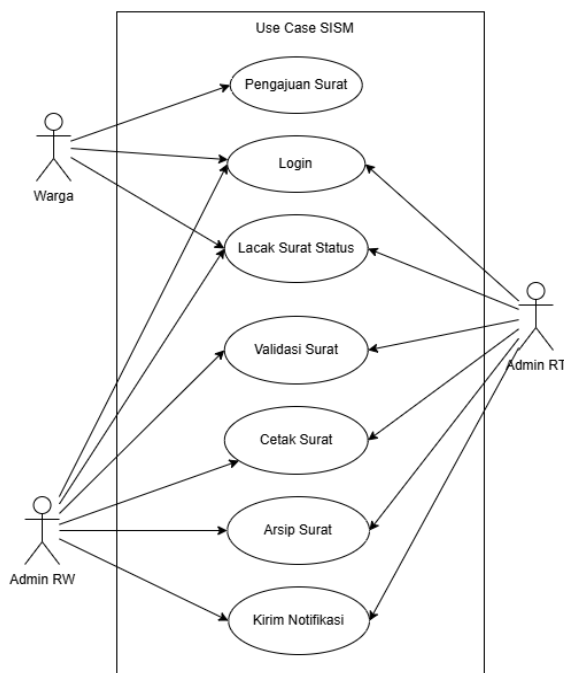 Use Case SISM
Pengajuan Surat
Login
Warga
Lacak Surat Status
Validasi Surat
Admin RT
Cetak Surat
Arsip Surat
Admin RW
Kirim Notifikasi